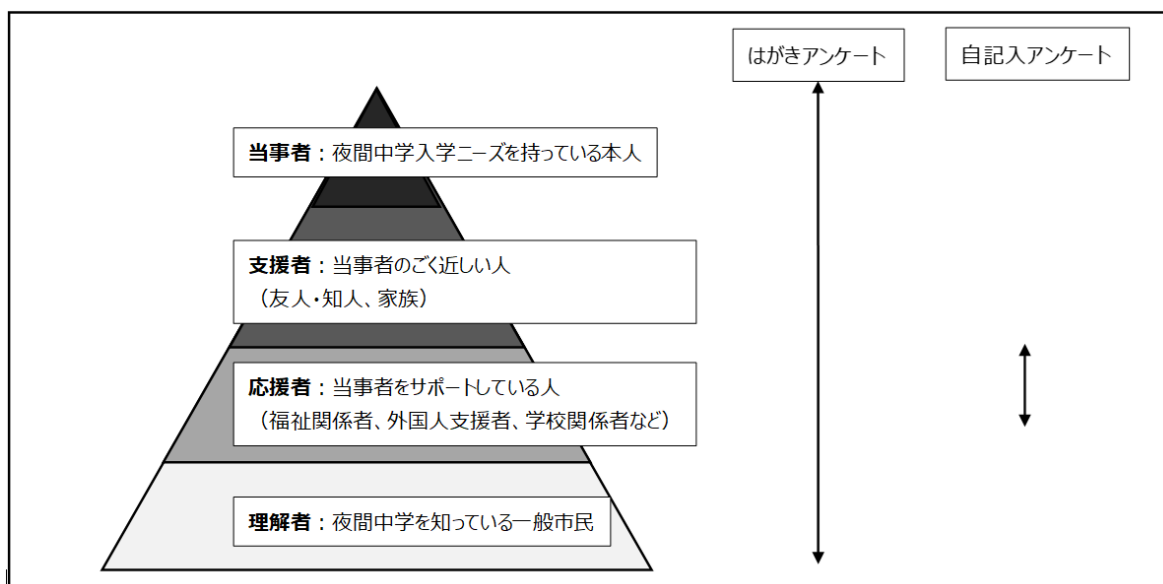 はがきアンケート
自記入アンケート
当事者：夜間中学入学ニーズを持っている本人
支援者：当事者のごく近しい人
（友人・知人、家族）
応援者：当事者をサポートしている人
（福祉関係者、外国人支援者、学校関係者など）
理解者：夜間中学を知っている一般市民